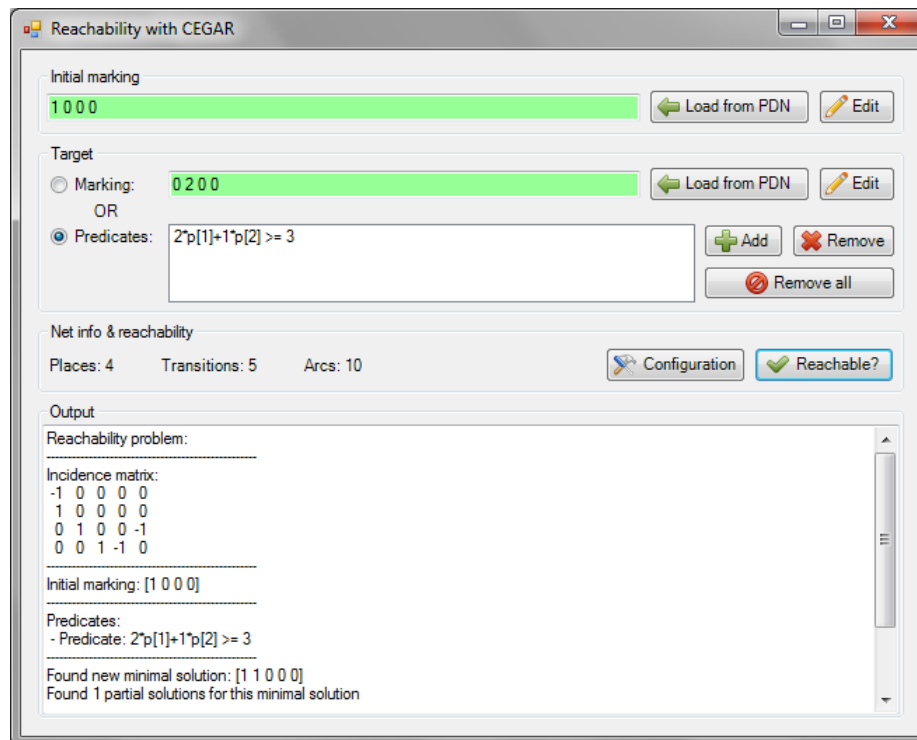 Reachability with CEGAR
Initial marking
1 0 0 0
Load from PDN
Edit
Target
Marking:
0 2 0 0
Load from PDN
Edit
OR
Predicates:
2*p[1]+1*p[2] >= 3
Add
Remove
Remove all
Net info & reachability
Places: 4 Transitions: 5 Arcs: 10
Configuration
Reachable?
Output
Reachability problem:
--------------------------------------------------
Incidence matrix:
-1 0 0 0 0
1 0 0 0 0
0 1 0 0 -1
0 0 1 -1 0
--------------------------------------------------
Initial marking: [1 0 0 0]
--------------------------------------------------
Predicates:
- Predicate: 2*p[1]+1*p[2] >= 3
--------------------------------------------------
Found new minimal solution: [1 1 0 0 0]
Found 1 partial solutions for this minimal solution